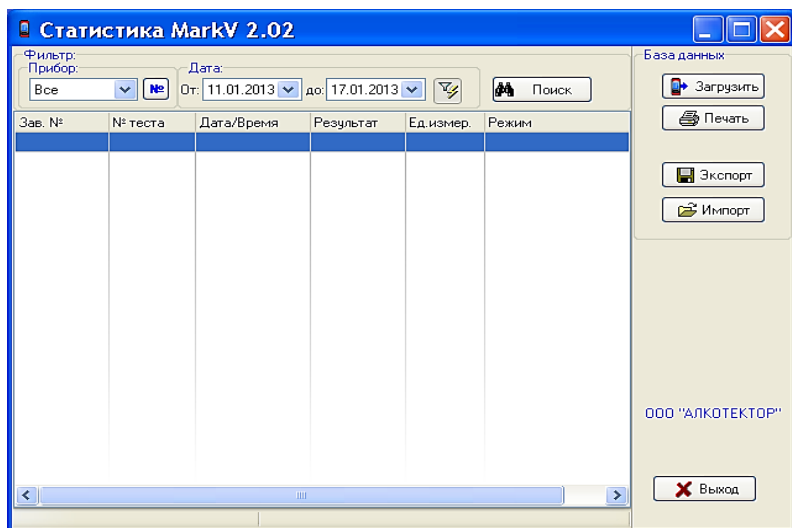 Статистика MarkV 2.02
Фильтр:
Прибор:
Все
№
Дата:
От: 11.01.2013 до: 17.01.2013
Поиск
Зав. № № теста Дата/Время Результат Ед.измер. Режим
База данных
Загрузить
Печать
Экспорт
Импорт
ООО "АЛКОТЕКТОР"
Выход